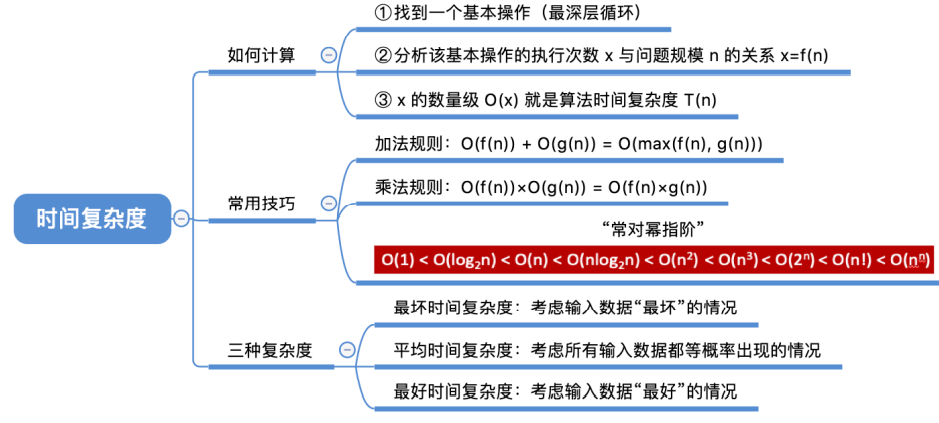 时间复杂度
如何计算
①找到一个基本操作（最深层循环）
②分析该基本操作的执行次数 x 与问题规模 n 的关系 x=f(n)
③ x 的数量级 O(x) 就是算法时间复杂度 T(n)
常用技巧
加法规则：O(f(n)) + O(g(n)) = O(max(f(n), g(n)))
乘法规则：O(f(n))×O(g(n)) = O(f(n)×g(n))
“常对幂指阶”
O(1) < O(log₂n) < O(n) < O(nlog₂n) < O(n²) < O(n³) < O(2ⁿ) < O(n!) < O(nⁿ)
三种复杂度
最坏时间复杂度：考虑输入数据“最坏”的情况
平均时间复杂度：考虑所有输入数据都等概率出现的情况
最好时间复杂度：考虑输入数据“最好”的情况